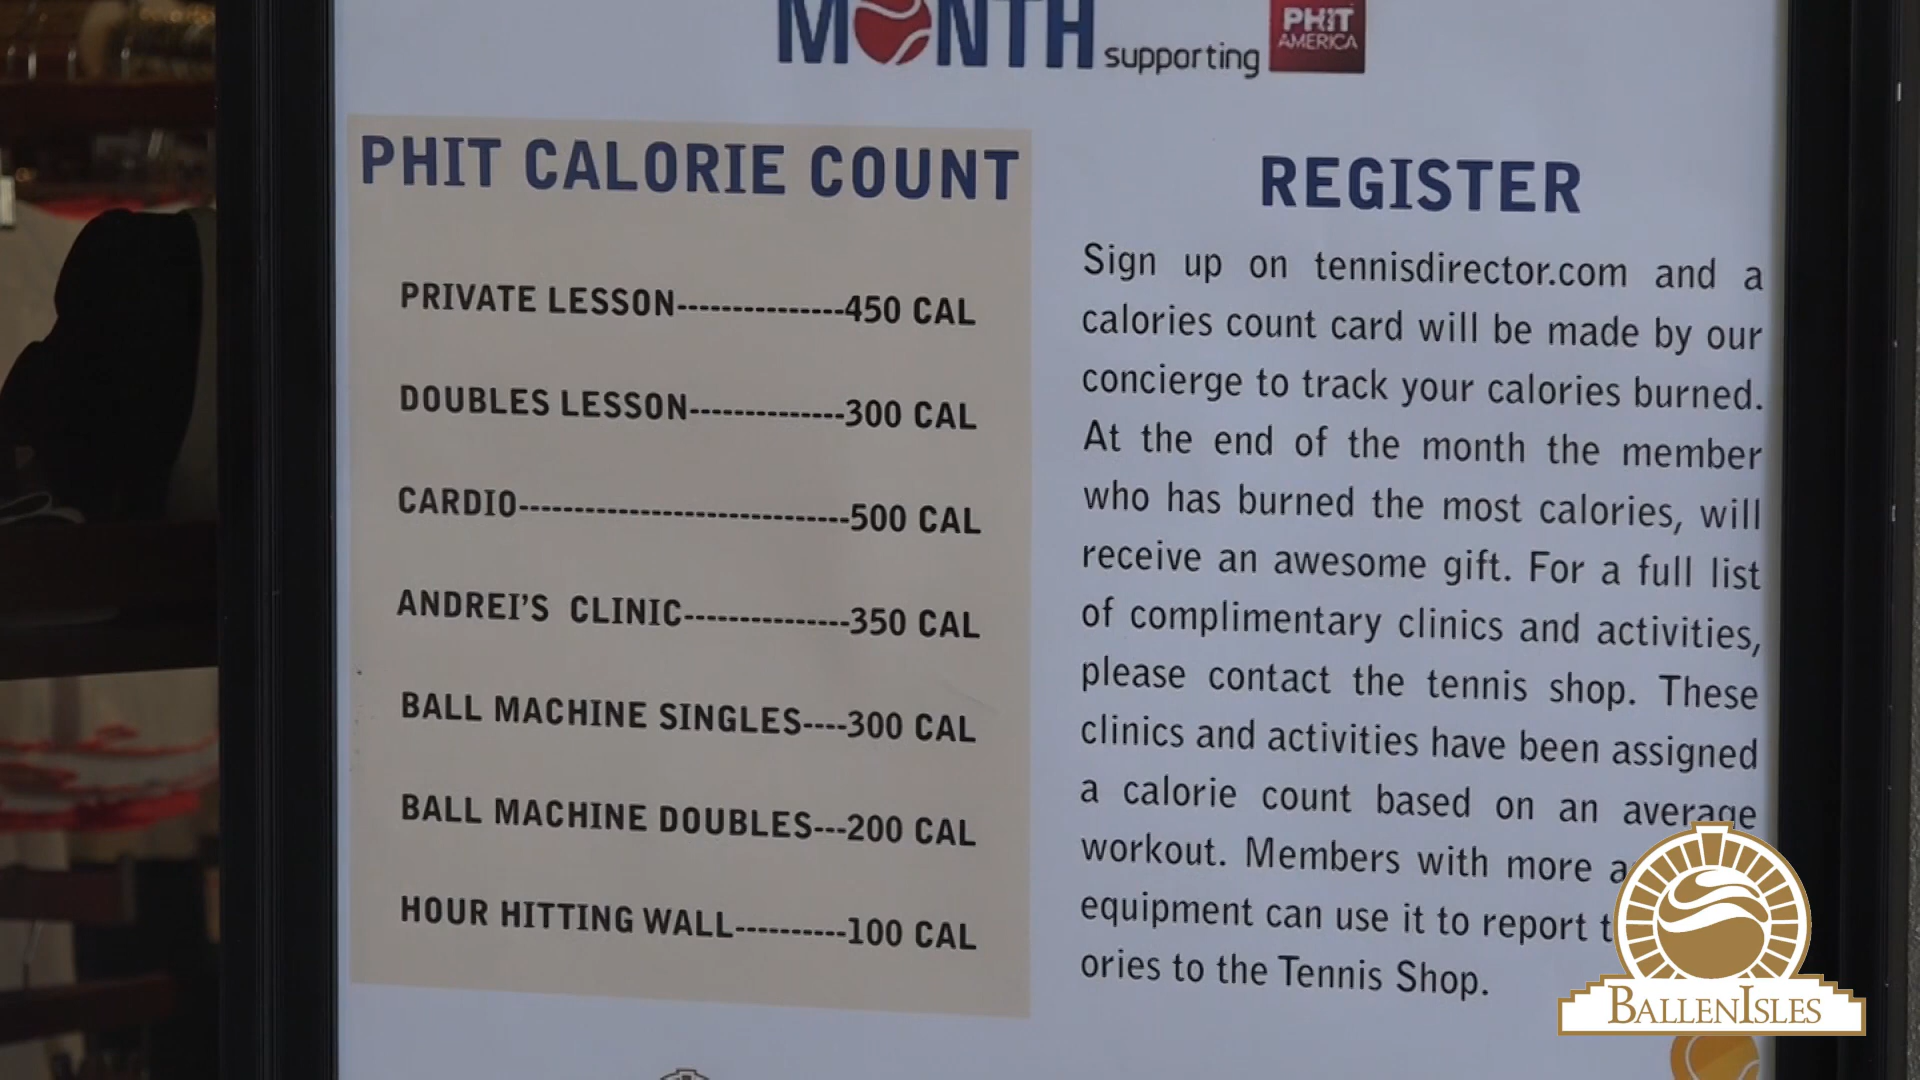 MONTH supporting PHIT AMERICA
PHIT CALORIE COUNT
PRIVATE LESSON---------------450 CAL
DOUBLES LESSON--------------300 CAL
CARDIO------------------------------500 CAL
ANDREI'S CLINIC---------------350 CAL
BALL MACHINE SINGLES----300 CAL
BALL MACHINE DOUBLES---200 CAL
HOUR HITTING WALL----------100 CAL
REGISTER
Sign up on tennisdirector.com and a
calories count card will be made by our
concierge to track your calories burned.
At the end of the month the member
who has burned the most calories, will
receive an awesome gift. For a full list
of complimentary clinics and activities,
please contact the tennis shop. These
clinics and activities have been assigned
a calorie count based on an average
workout. Members with more
equipment can use it to report
ories to the Tennis Shop.
BALLENISLES